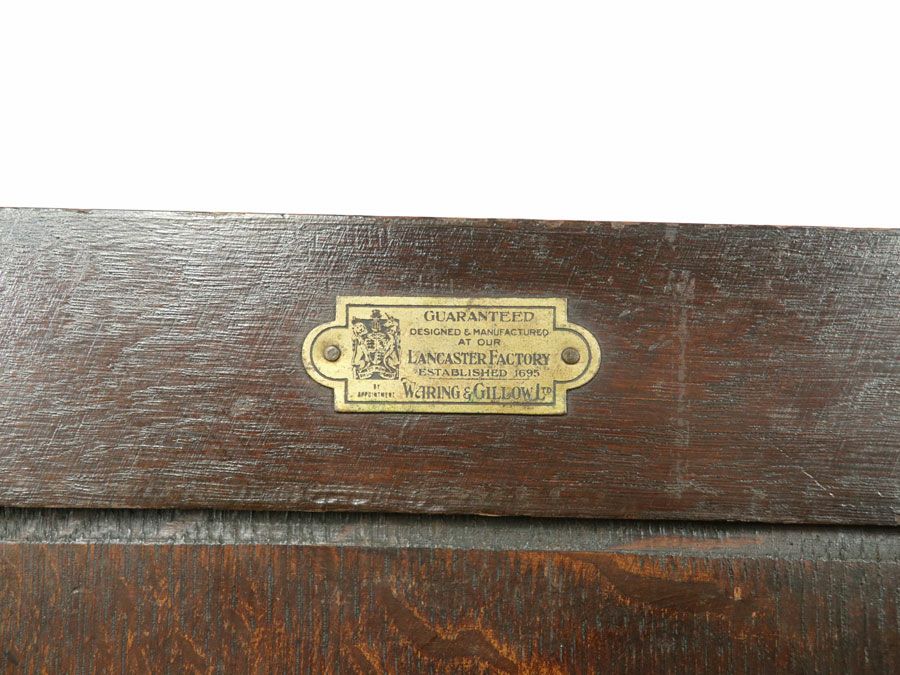 GUARANTEED
DESIGNED & MANUFACTURED
AT OUR
LANCASTER FACTORY
ESTABLISHED 1695
BY
APPOINTMENT
WARING & GILLOW LTD